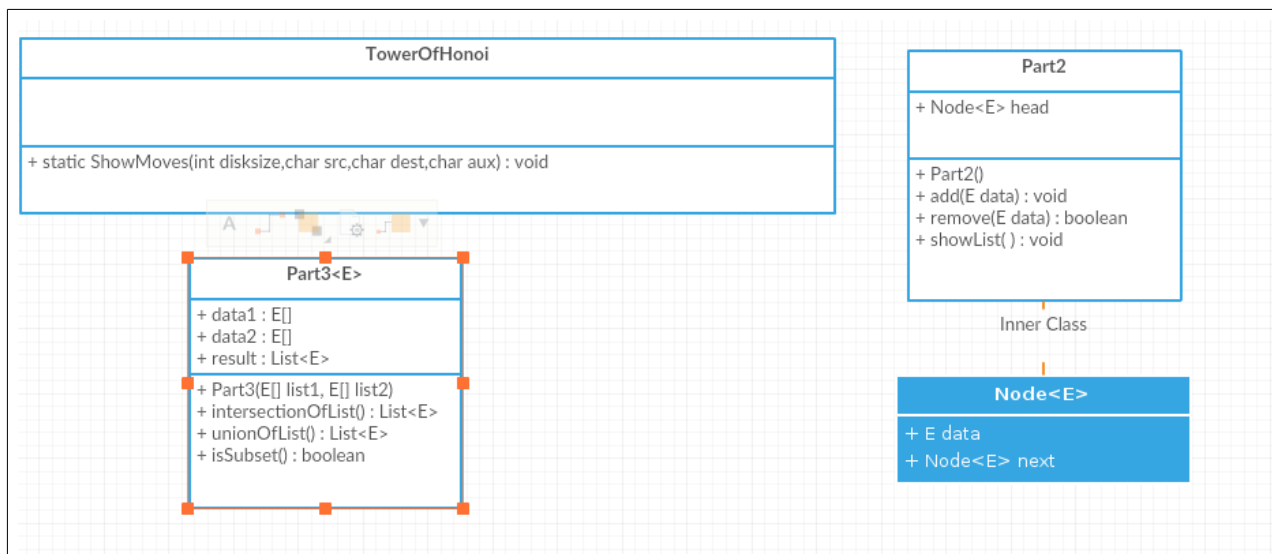 TowerOfHonoi
+ static ShowMoves(int disksize,char src,char dest,char aux) : void
A
Part3<E>
+ data1 : E[]
+ data2 : E[]
+ result : List<E>
+ Part3(E[] list1, E[] list2)
+ intersectionOfList() : List<E>
+ unionOfList() : List<E>
+ isSubset() : boolean
Part2
+ Node<E> head
+ Part2()
+ add(E data) : void
+ remove(E data) : boolean
+ showList( ) : void
Inner Class
Node<E>
+ E data
+ Node<E> next